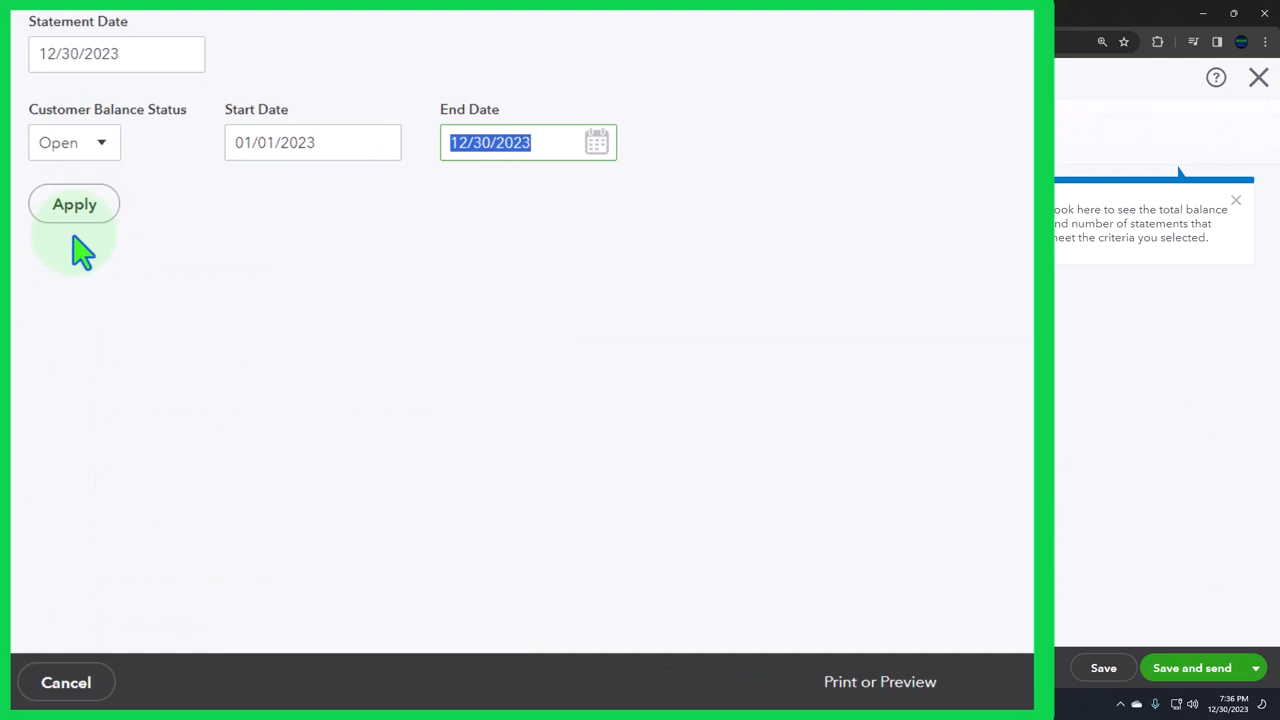 Statement Date
12/30/2023
Customer Balance Status
Start Date
End Date
Open
01/01/2023
12/30/2023
Apply
ook here to see the total balance
nd number of statements that
neet the criteria you selected.
Cancel
Print or Preview
Save
Save and send
7:36 PM
12/30/2023